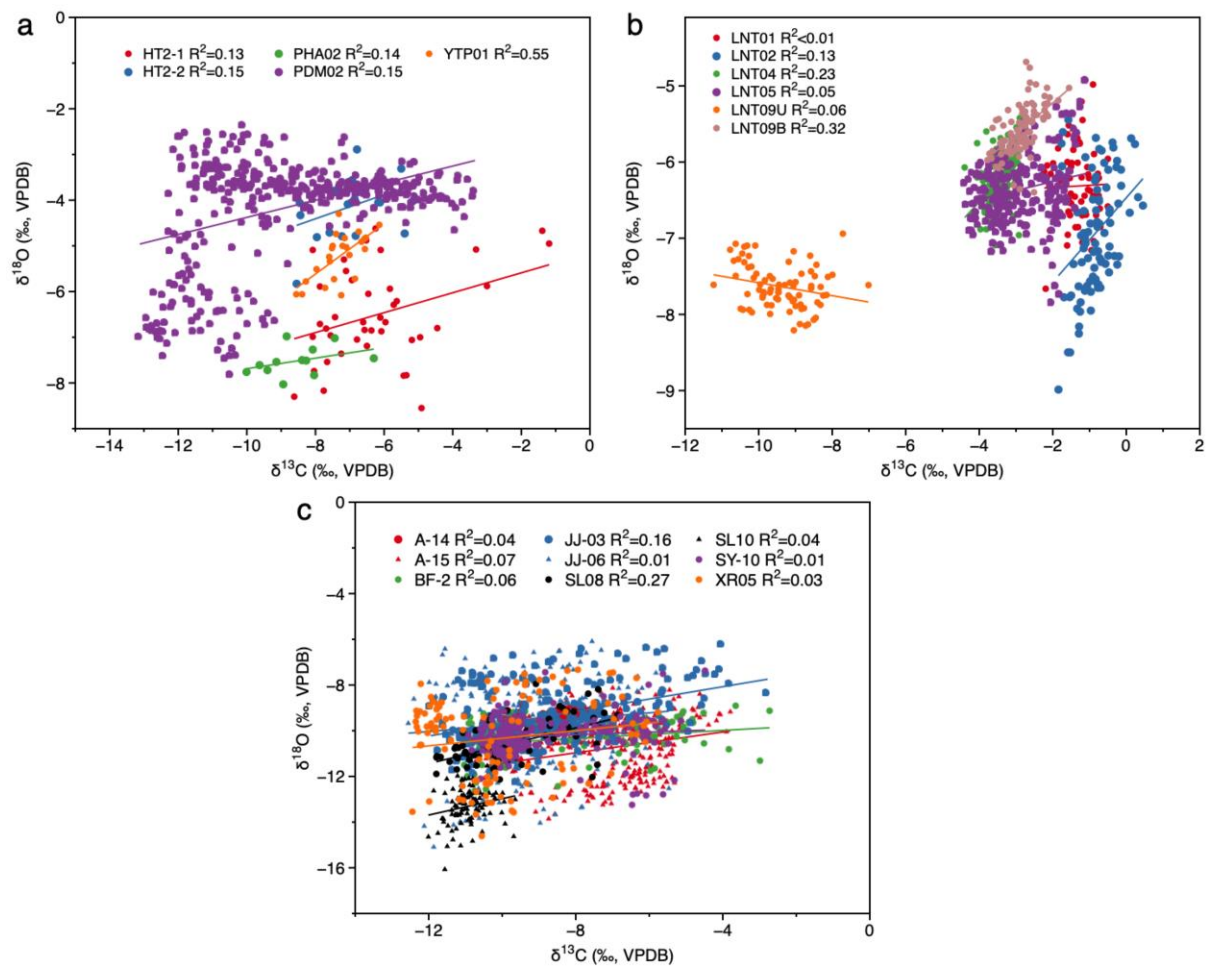 a
HT2-1 R²=0.13 PHA02 R²=0.14 YTP01 R²=0.55
HT2-2 R²=0.15 PDM02 R²=0.15
0
−2
−4
−6
−8
δ¹⁸O (‰, VPDB)
−14 −12 −10 −8 −6 −4 −2 0
δ¹³C (‰, VPDB)
b
LNT01 R²<0.01
LNT02 R²=0.13
LNT04 R²=0.23
LNT05 R²=0.05
LNT09U R²=0.06
LNT09B R²=0.32
−5
−6
−7
−8
−9
δ¹⁸O (‰, VPDB)
−12 −10 −8 −6 −4 −2 0 2
δ¹³C (‰, VPDB)
c
A-14 R²=0.04 JJ-03 R²=0.16 SL10 R²=0.04
A-15 R²=0.07 JJ-06 R²=0.01 SY-10 R²=0.01
BF-2 R²=0.06 SL08 R²=0.27 XR05 R²=0.03
0
−4
−8
−12
−16
δ¹⁸O (‰, VPDB)
−12 −8 −4 0
δ¹³C (‰, VPDB)